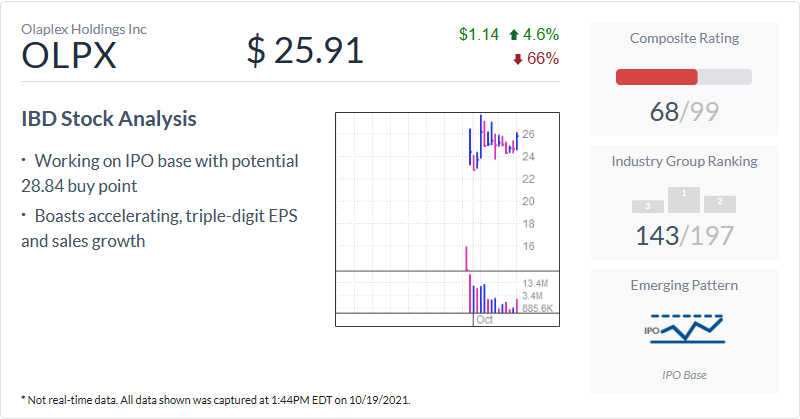 Olaplex Holdings Inc
OLPX
$ 25.91
$1.14 4.6%
66%
IBD Stock Analysis
· Working on IPO base with potential
28.84 buy point
· Boasts accelerating, triple-digit EPS
and sales growth
26
24
22
20
18
16
13.4M
3.4M
885.6K
Oct
Composite Rating
68/99
Industry Group Ranking
3 1 2
143/197
Emerging Pattern
IPO
IPO Base
* Not real-time data. All data shown was captured at 1:44PM EDT on 10/19/2021.